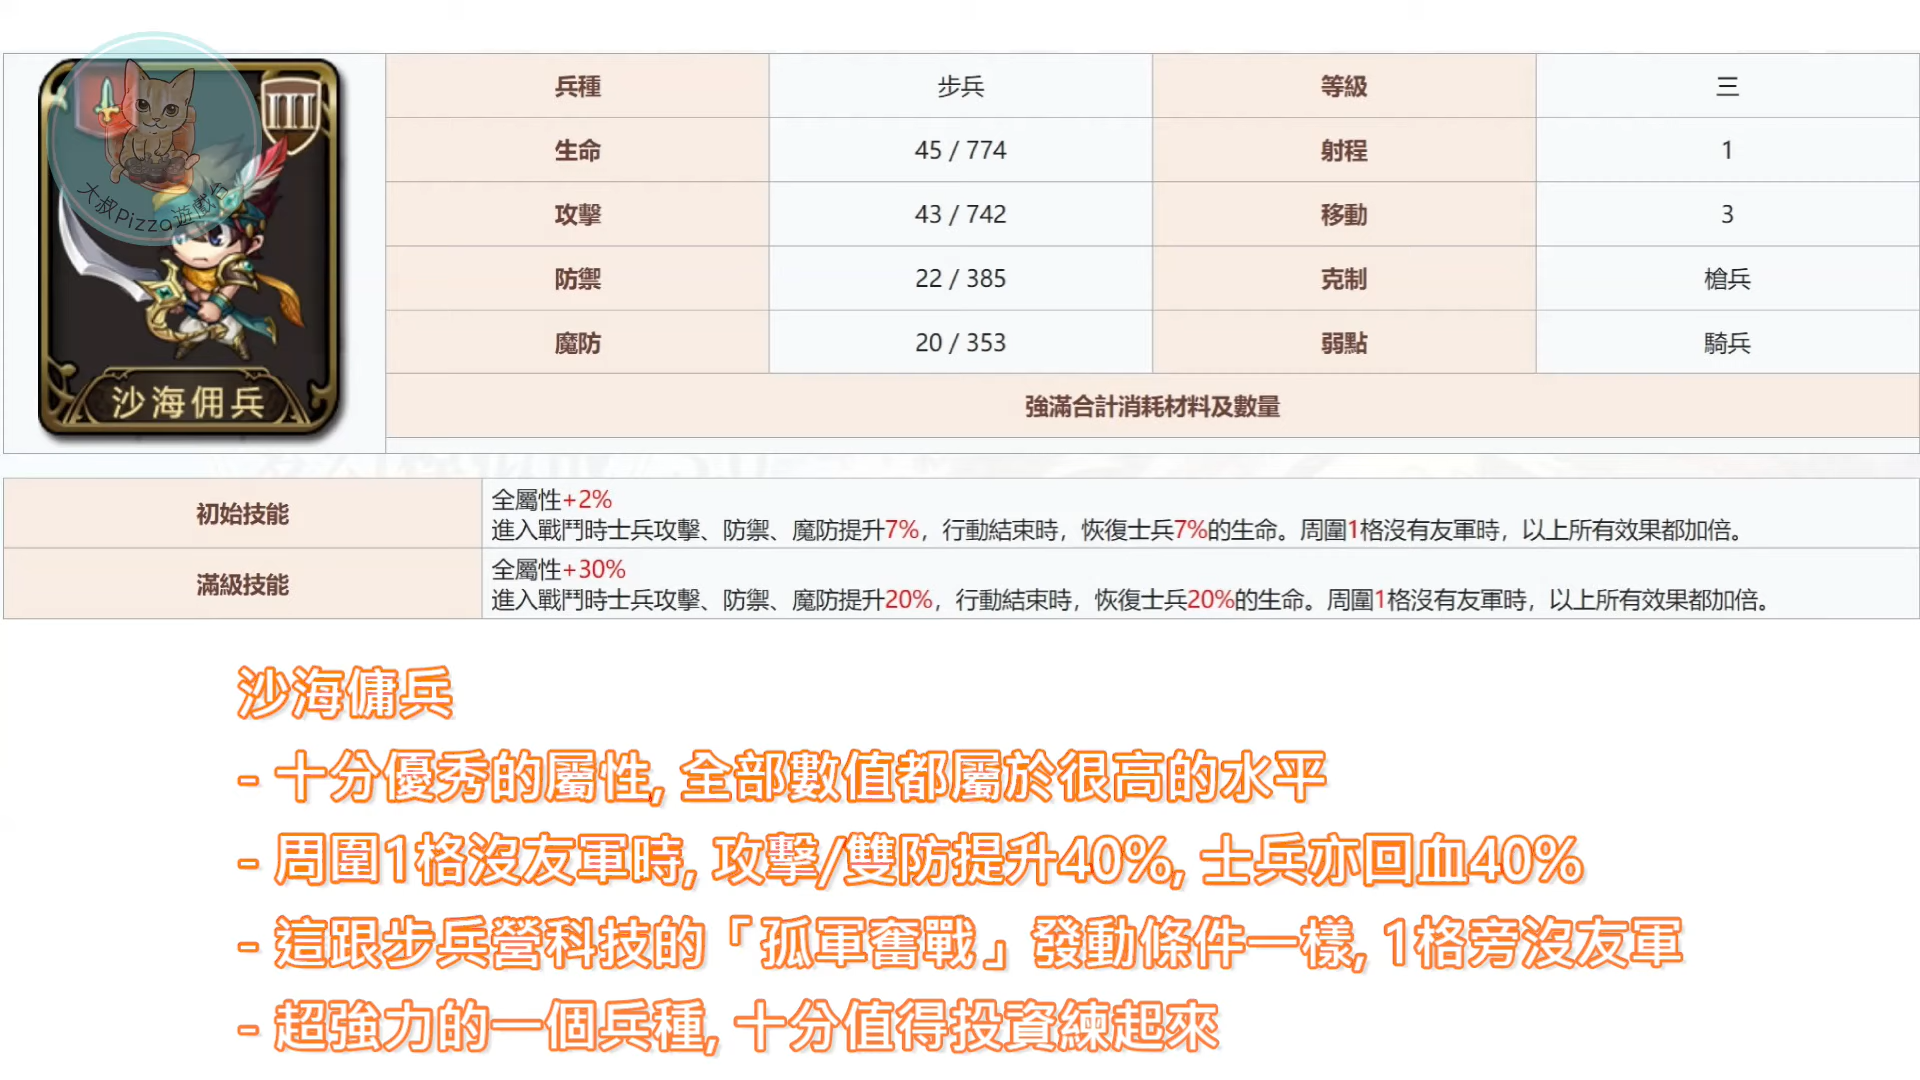 III
大叔Pizza遊戲台
沙海佣兵
兵種 步兵 等級 三
生命 45 / 774 射程 1
攻擊 43 / 742 移動 3
防禦 22 / 385 克制 槍兵
魔防 20 / 353 弱點 騎兵
強滿合計消耗材料及數量
初始技能
全屬性+2%
進入戰鬥時士兵攻擊、防禦、魔防提升7%，行動結束時，恢復士兵7%的生命。周圍1格沒有友軍時，以上所有效果都加倍。
滿級技能
全屬性+30%
進入戰鬥時士兵攻擊、防禦、魔防提升20%，行動結束時，恢復士兵20%的生命。周圍1格沒有友軍時，以上所有效果都加倍。
沙海傭兵
- 十分優秀的屬性, 全部數值都屬於很高的水平
- 周圍1格沒友軍時, 攻擊/雙防提升40%, 士兵亦回血40%
- 這跟步兵營科技的「孤軍奮戰」發動條件一樣, 1格旁沒友軍
- 超強力的一個兵種, 十分值得投資練起來